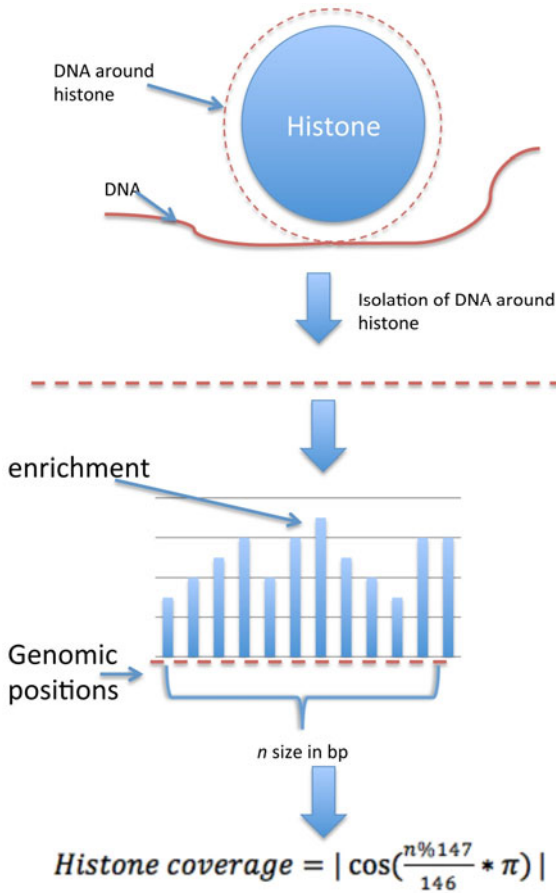 DNA around
histone
Histone
DNA
Isolation of DNA around
histone
enrichment
Genomic
positions
n size in bp
Histone coverage = | cos(\frac{n%147}{146} * π) |